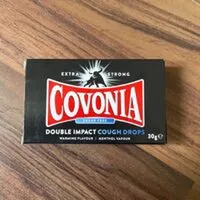 EXTRA STRONG
COVONIA
SUGAR FREE
DOUBLE IMPACT COUGH DROPS
WARMING FLAVOUR | MENTHOL VAPOUR
30g℮